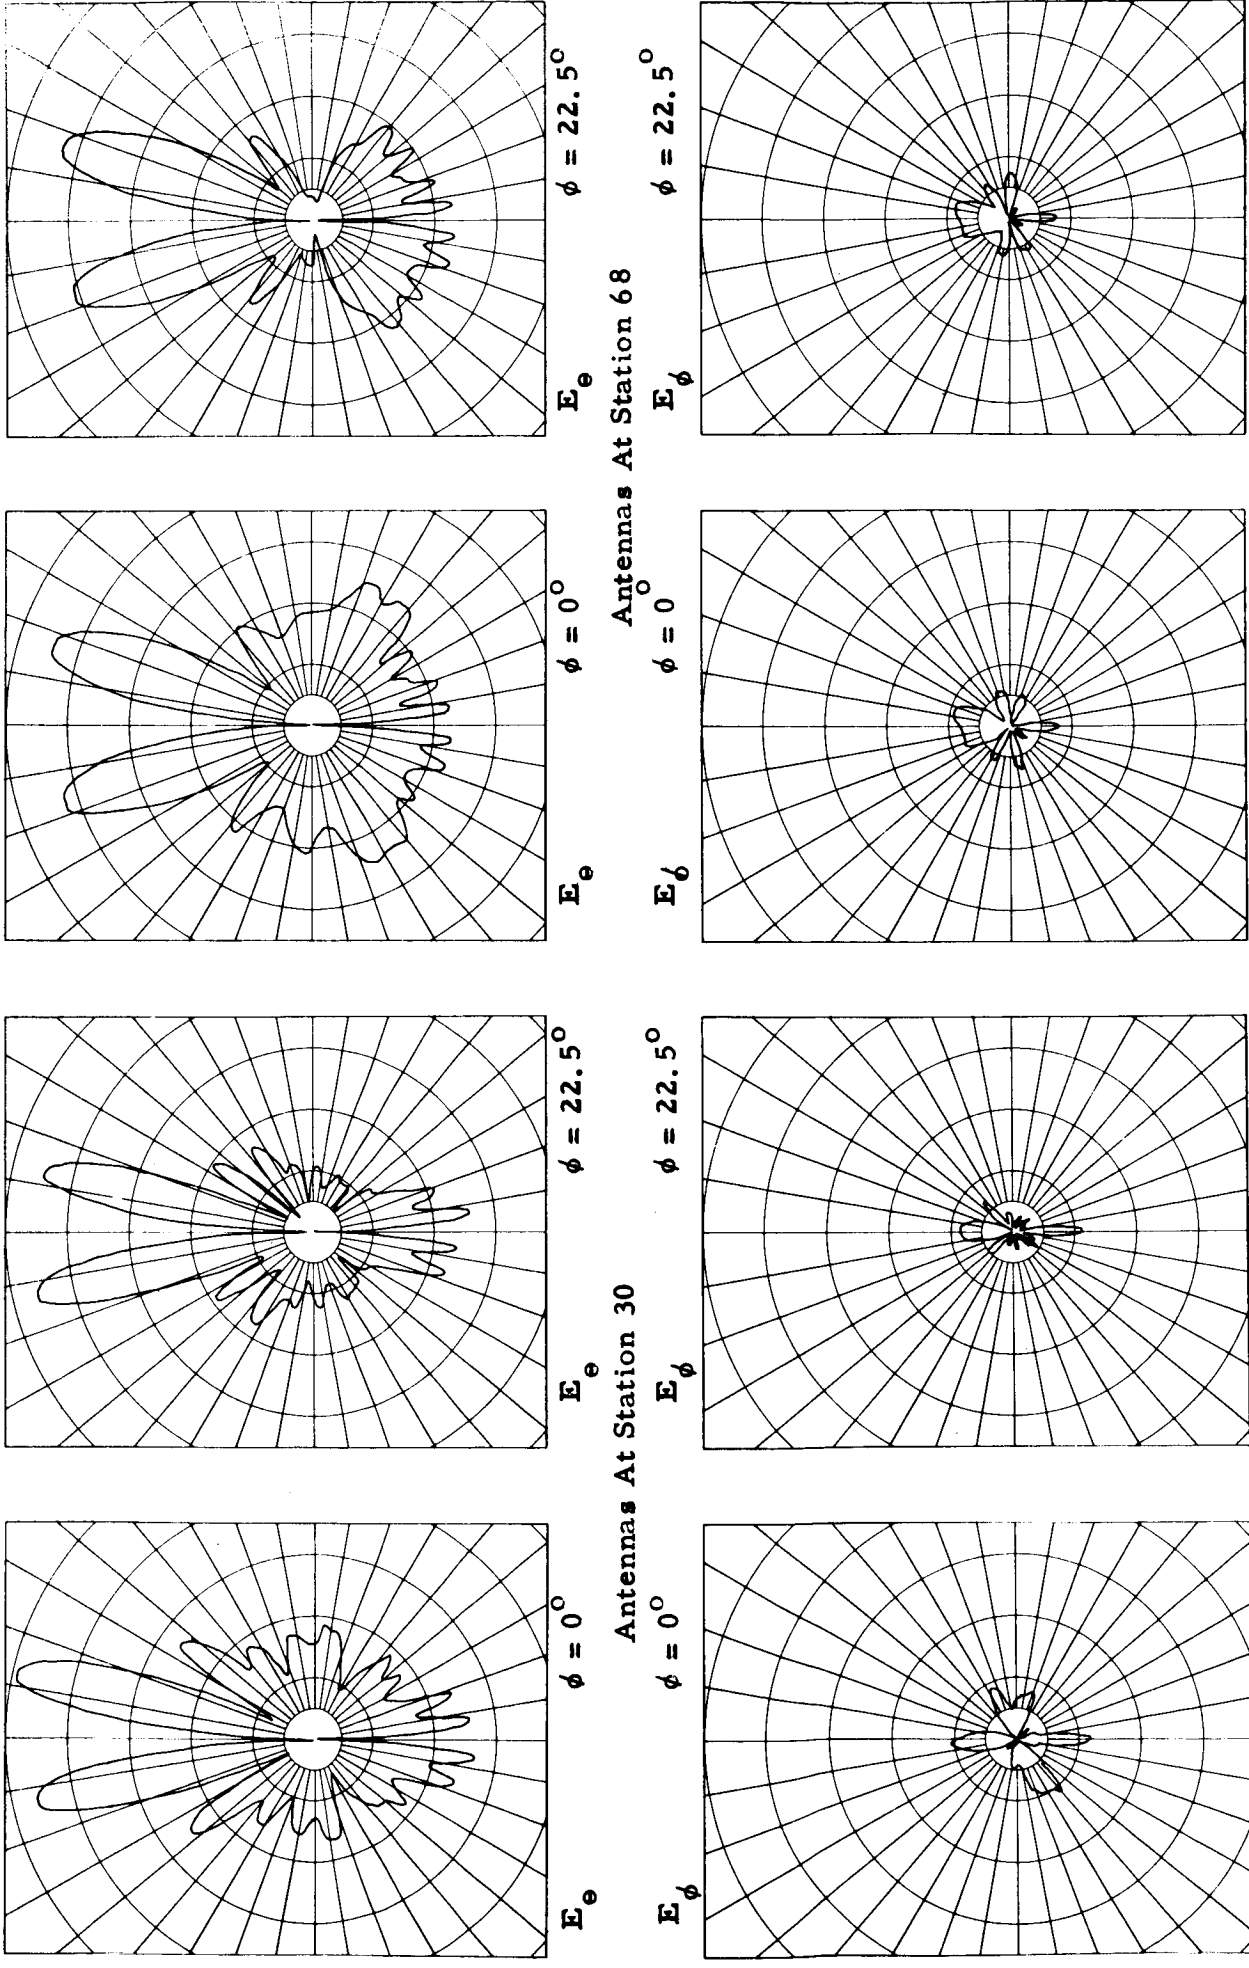 E_θ ϕ = 0° E_θ ϕ = 22.5° E_θ ϕ = 0° E_θ ϕ = 22.5°
Antennas At Station 30 Antennas At Station 68
E_ϕ ϕ = 0° E_ϕ ϕ = 22.5° E_ϕ ϕ = 0° E_ϕ ϕ = 22.5°